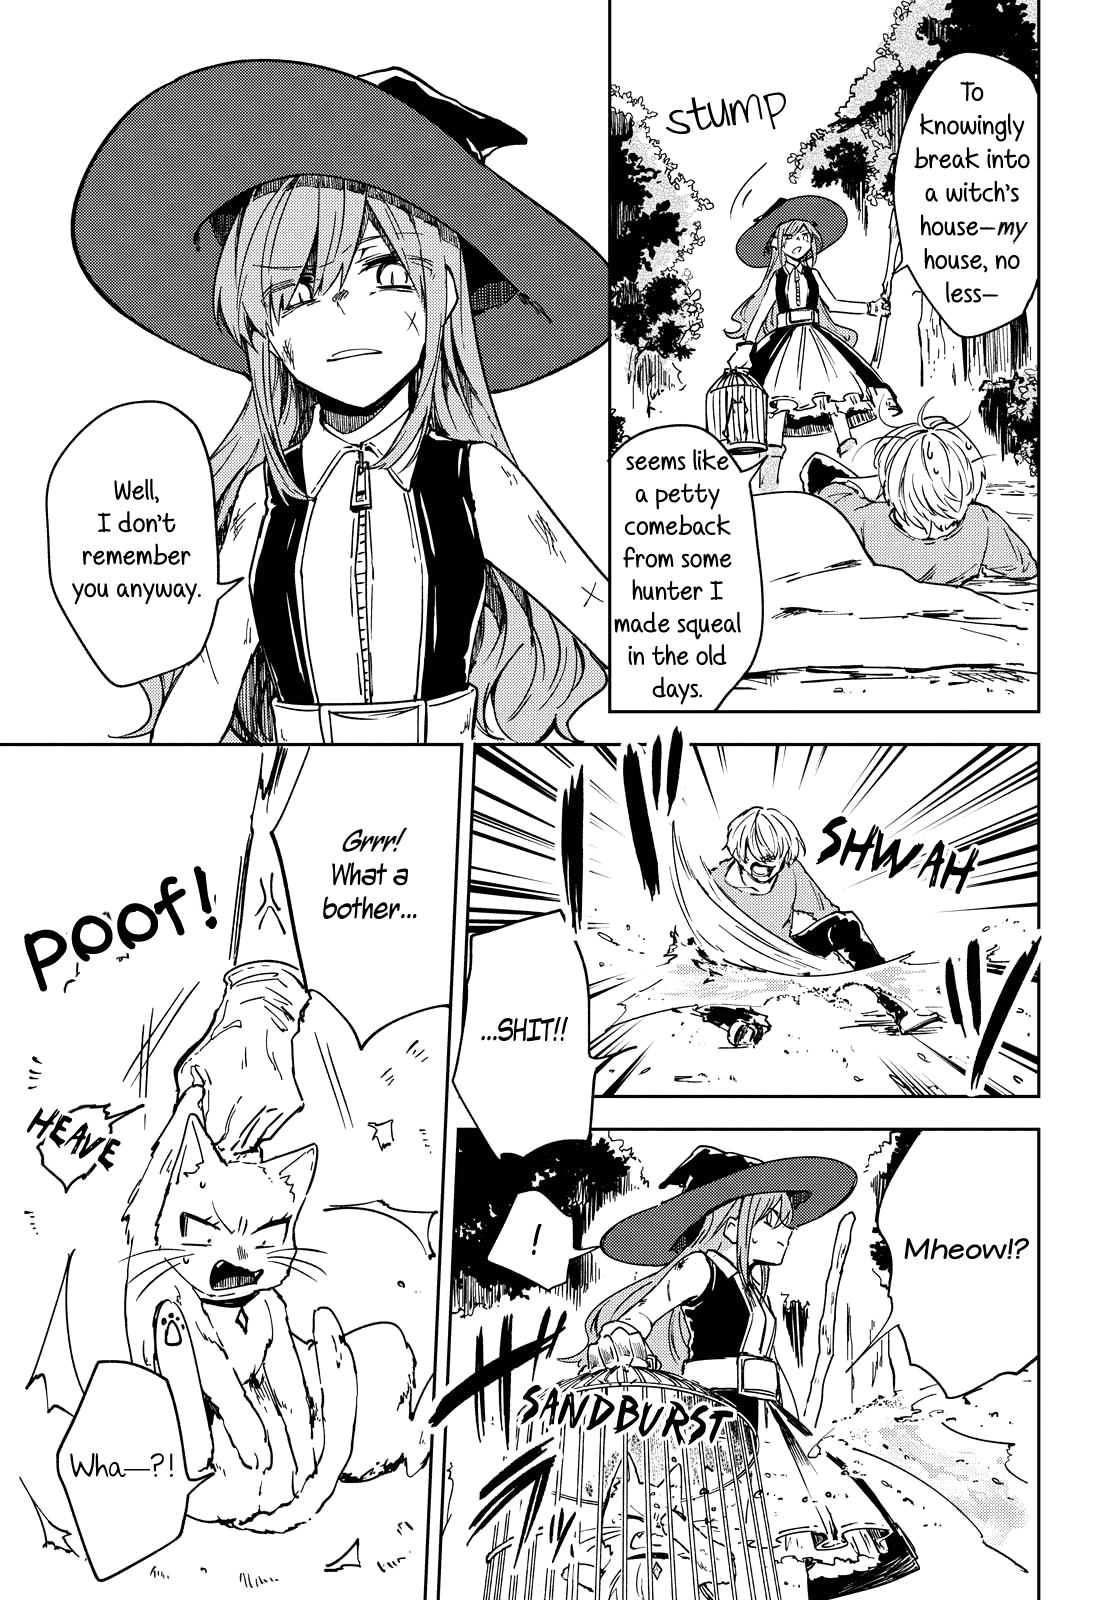 To
knowingly
break into
a witch's
house—my
house, no
less—
stump
seems like
a petty
comeback
from some
hunter I
made squeal
in the old
days.
Well,
I don't
remember
you anyway.
SHWAH
...SHIT!!
Mheow!?
!
SANDBURST
Grrr!
What a
bother...
poof!
HEAVE
Wha—?!